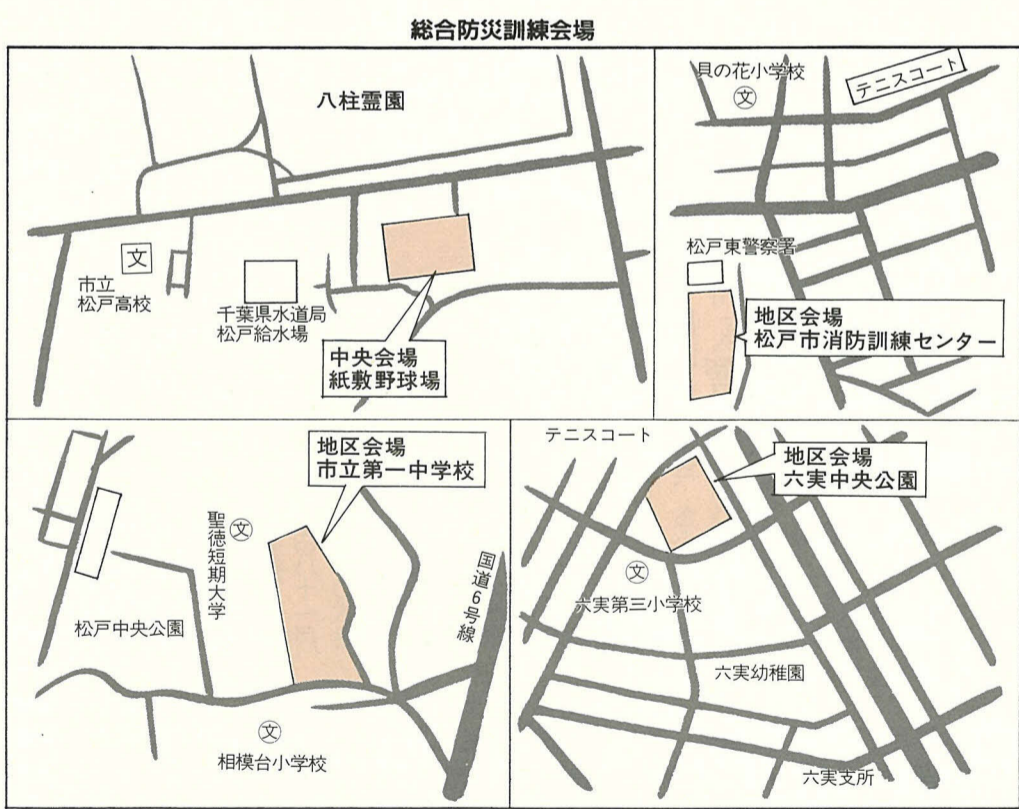 総合防災訓練会場
八柱霊園
文
市立
松戸高校
千葉県水道局
松戸給水場
中央会場
紙敷野球場
貝の花小学校
文
テニスコート
松戸東警察署
地区会場
松戸市消防訓練センター
地区会場
市立第一中学校
聖徳短期大学
文
国道6号線
松戸中央公園
文
相模台小学校
テニスコート
地区会場
六実中央公園
文
六実第三小学校
六実幼稚園
六実支所